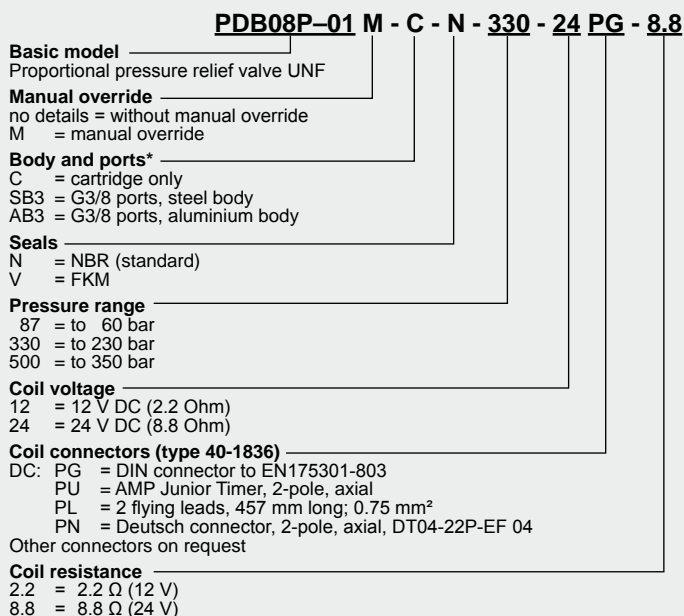 PDB08P–01 M - C - N - 330 - 24 PG - 8.8
Basic model
Proportional pressure relief valve UNF
Manual override
no details = without manual override
M = manual override
Body and ports*
C = cartridge only
SB3 = G3/8 ports, steel body
AB3 = G3/8 ports, aluminium body
Seals
N = NBR (standard)
V = FKM
Pressure range
87 = to 60 bar
330 = to 230 bar
500 = to 350 bar
Coil voltage
12 = 12 V DC (2.2 Ohm)
24 = 24 V DC (8.8 Ohm)
Coil connectors (type 40-1836)
DC: PG = DIN connector to EN175301-803
PU = AMP Junior Timer, 2-pole, axial
PL = 2 flying leads, 457 mm long; 0.75 mm²
PN = Deutsch connector, 2-pole, axial, DT04-22P-EF 04
Other connectors on request
Coil resistance
2.2 = 2.2 Ω (12 V)
8.8 = 8.8 Ω (24 V)